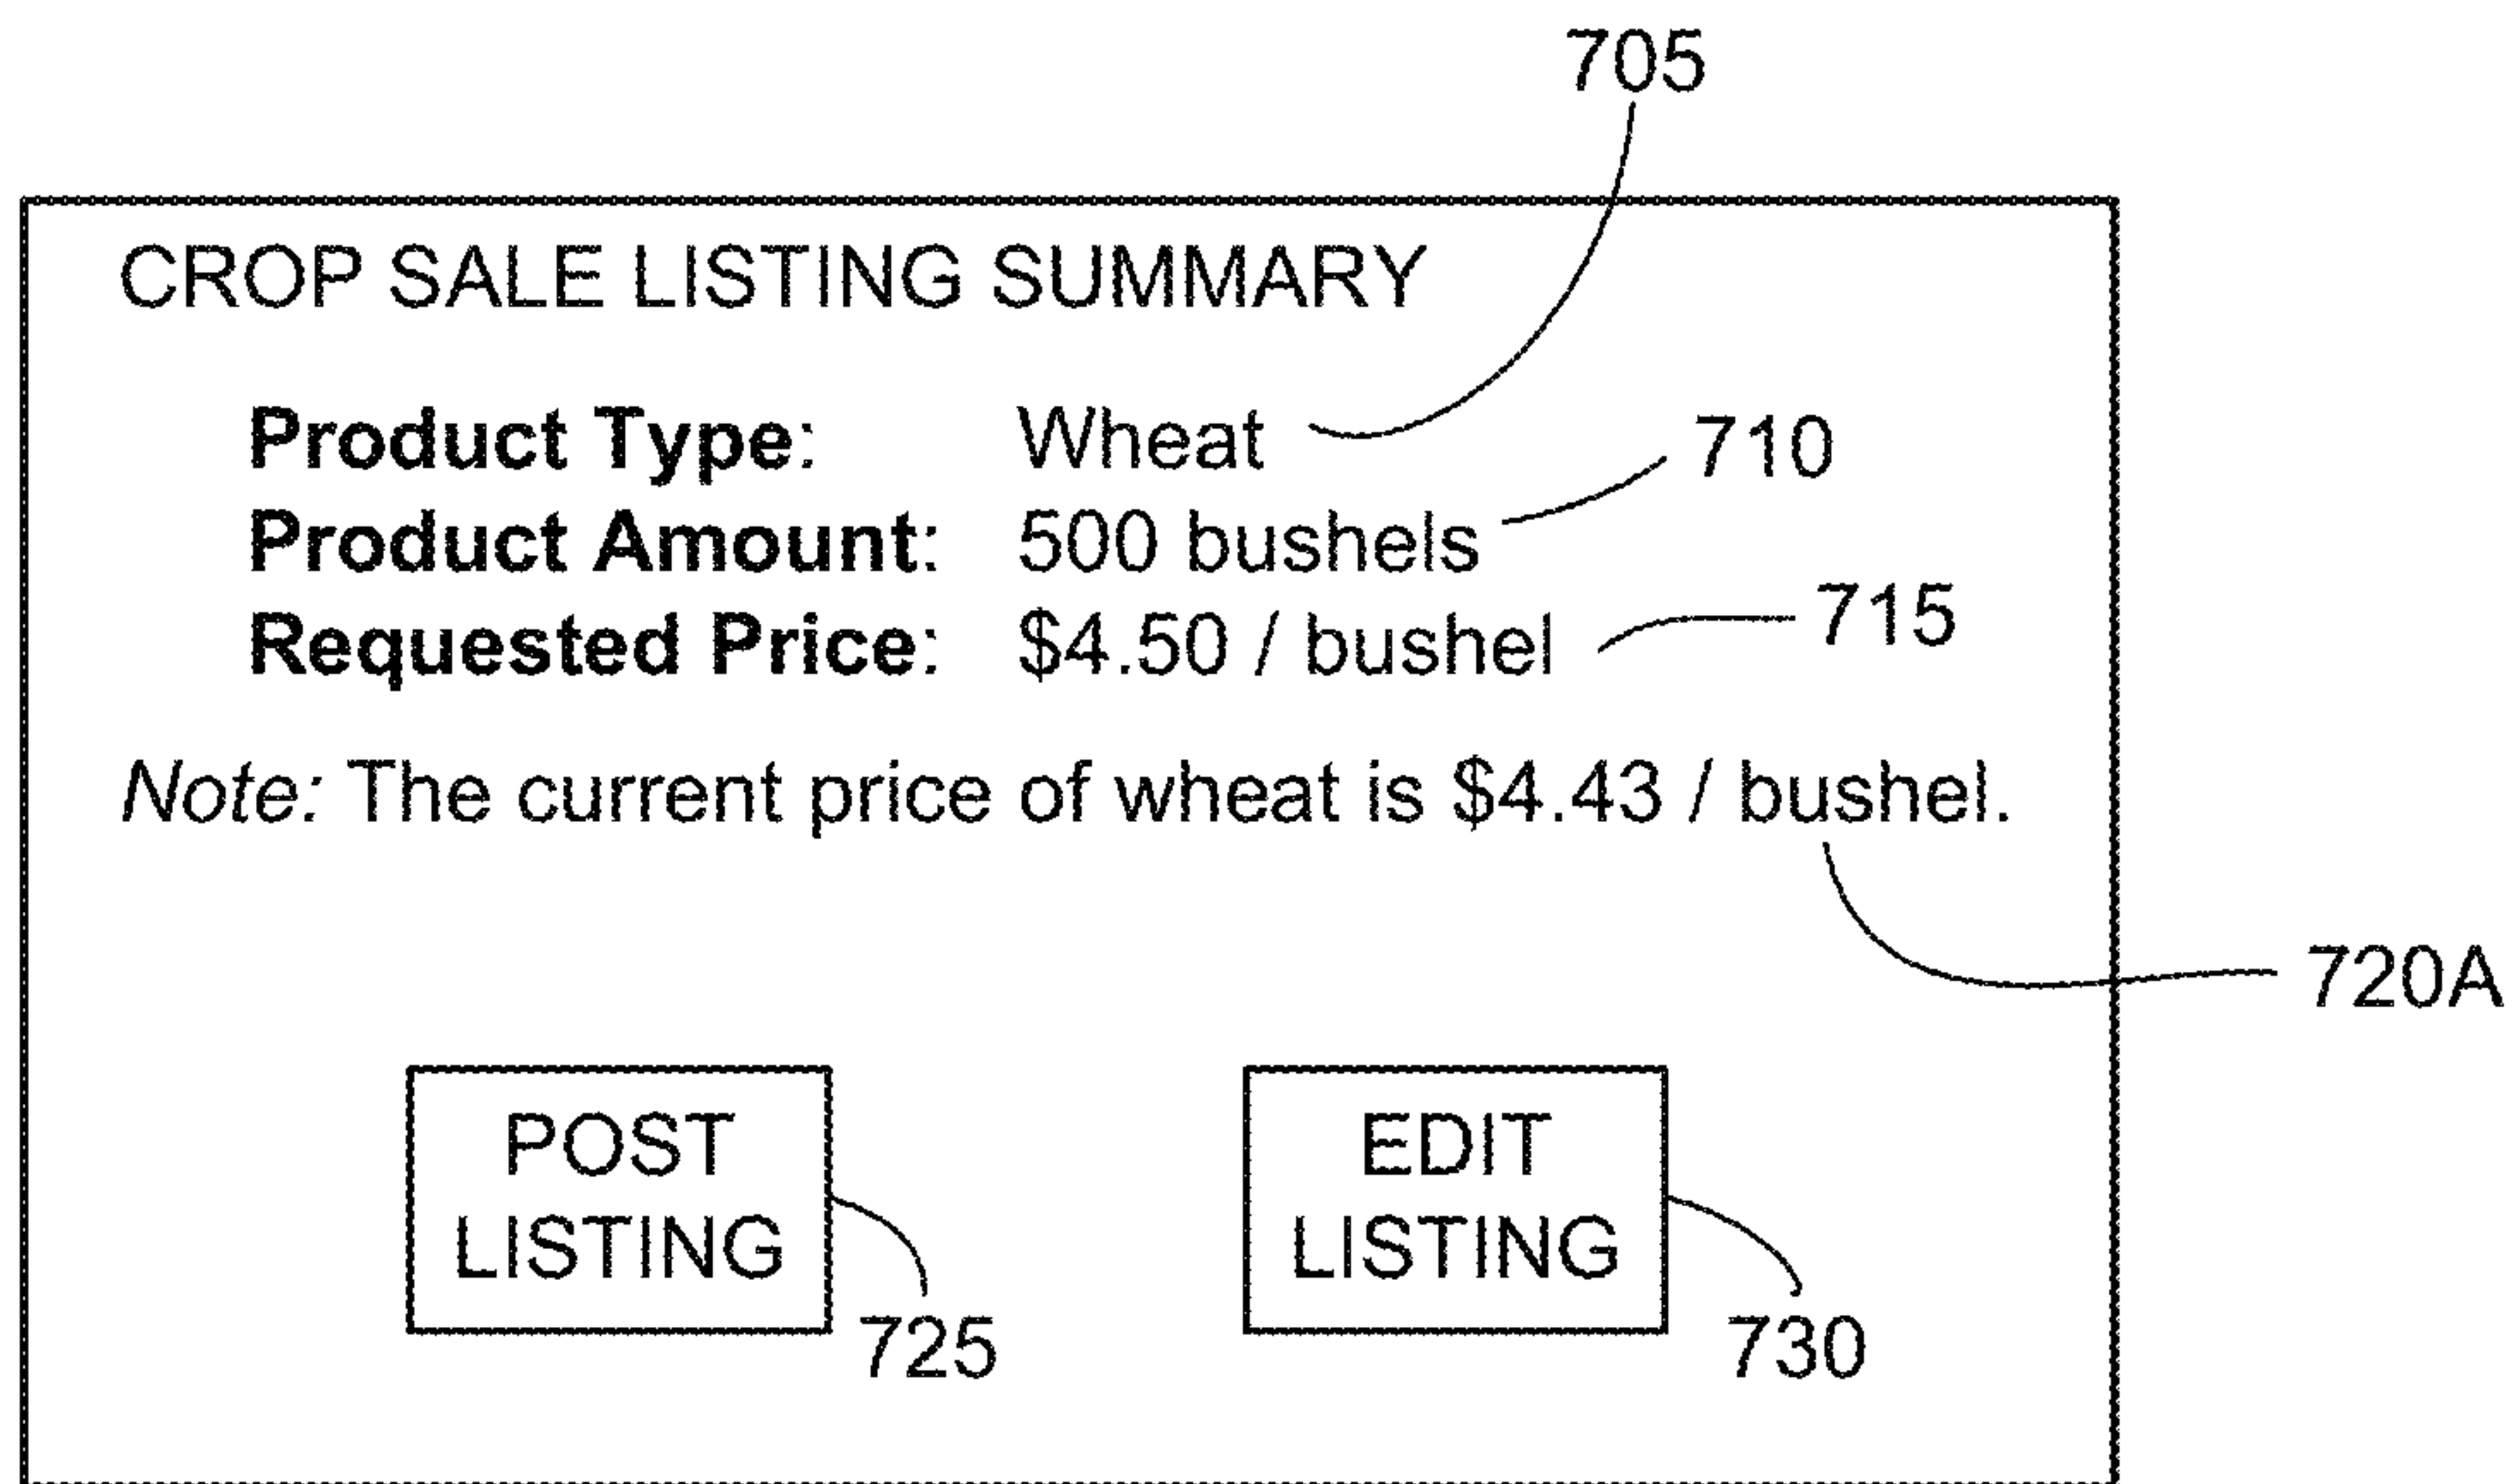 705
CROP SALE LISTING SUMMARY
Product Type: Wheat
710
Product Amount: 500 bushels
715
Requested Price: $4.50 / bushel
Note: The current price of wheat is $4.43 / bushel.
720A
POST
LISTING
725
EDIT
LISTING
730